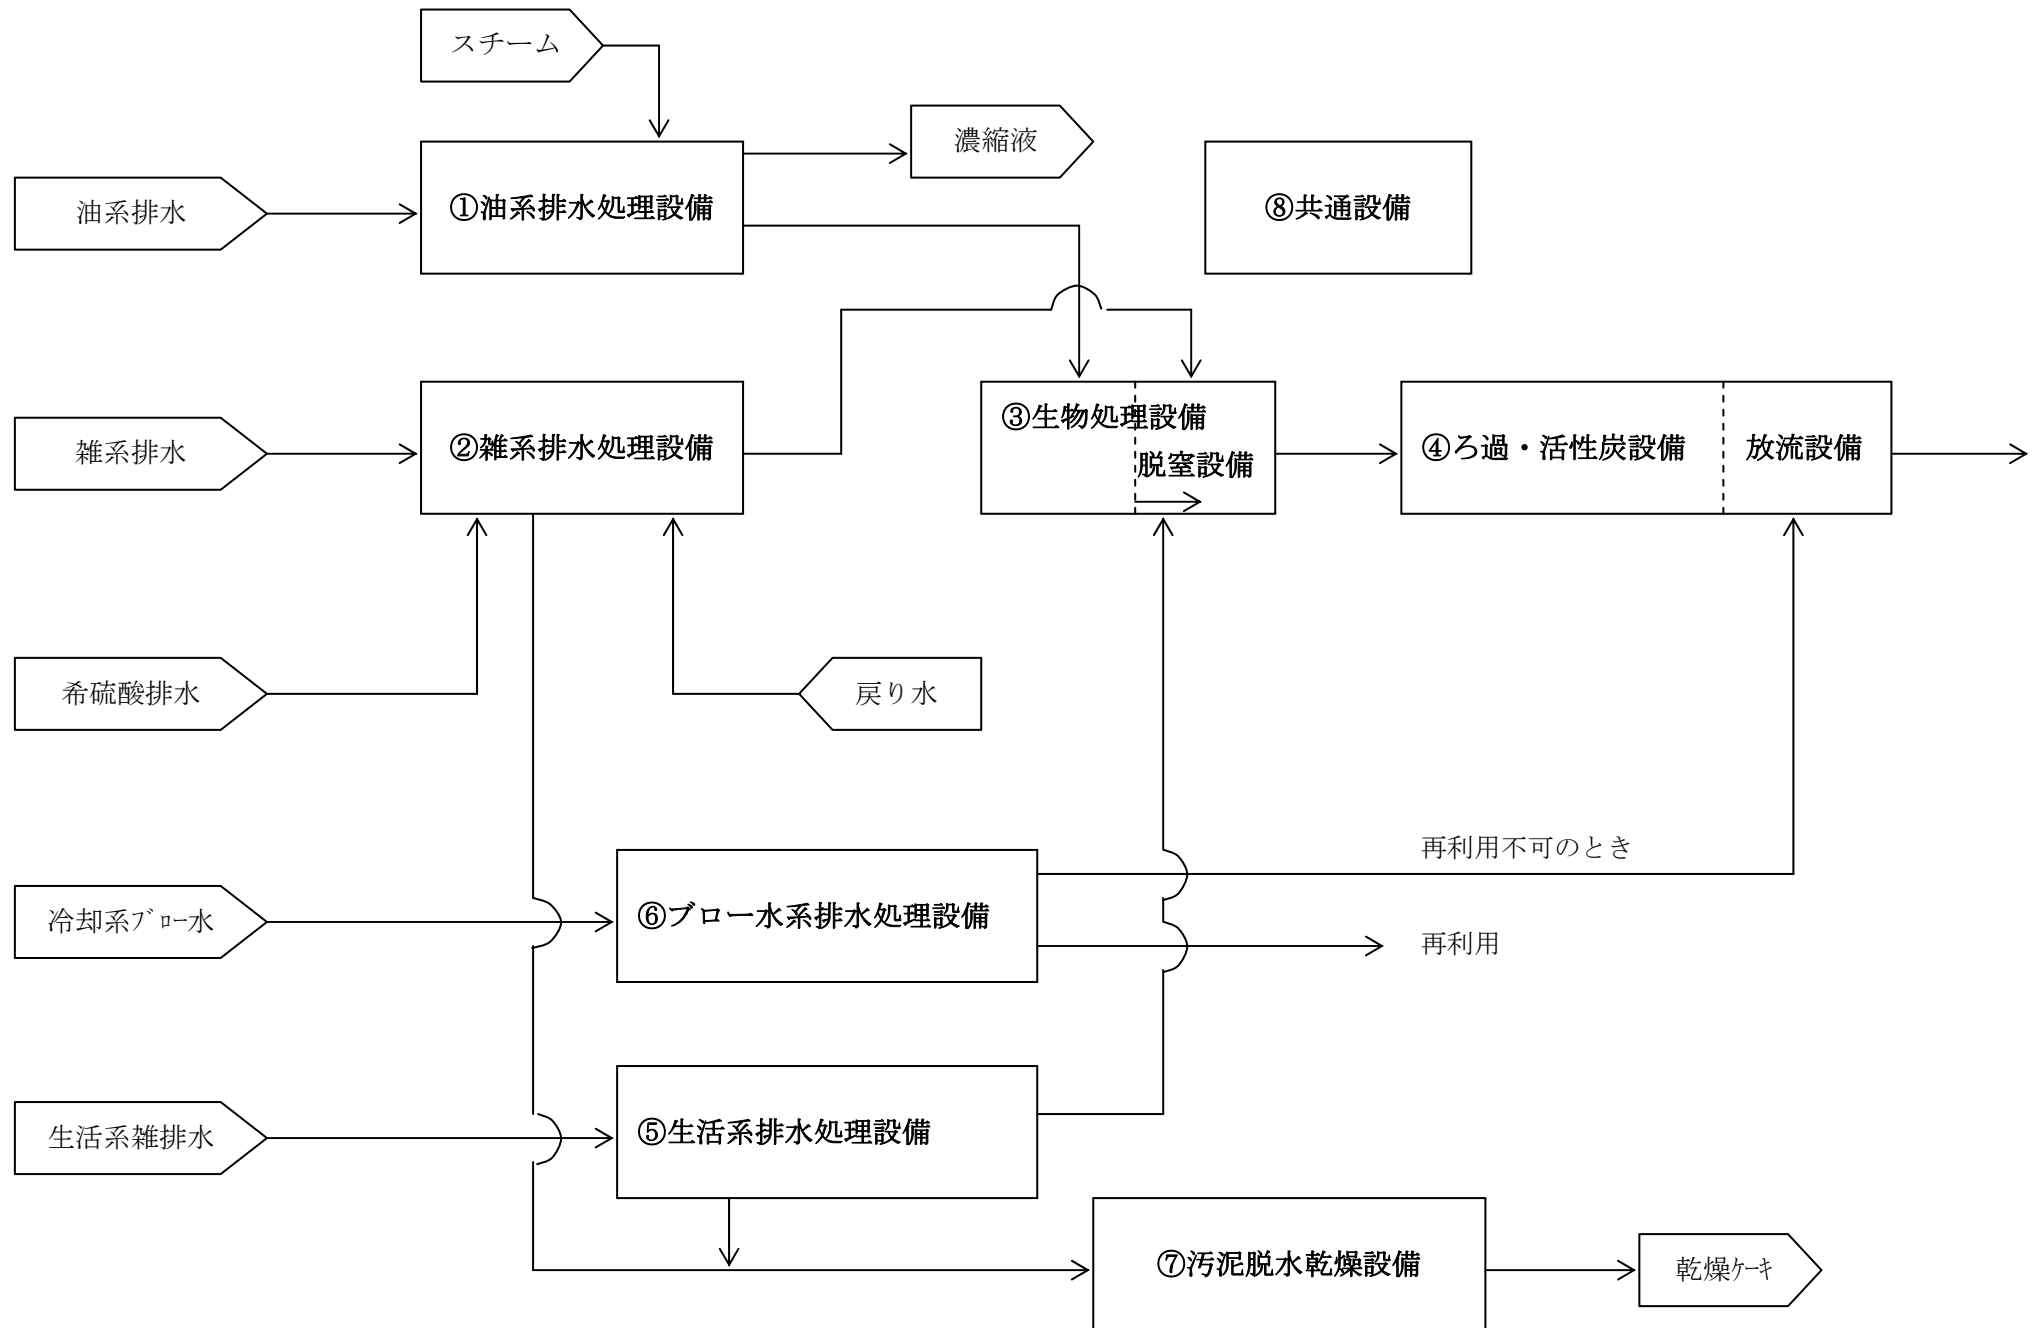 スチーム
濃縮液
油系排水
①油系排水処理設備
⑧共通設備
雑系排水
②雑系排水処理設備
③生物処理設備
脱窒設備
④ろ過・活性炭設備
放流設備
希硫酸排水
戻り水
再利用不可のとき
冷却系ﾌﾞﾛｰ水
⑥ブロー水系排水処理設備
再利用
生活系雑排水
⑤生活系排水処理設備
⑦汚泥脱水乾燥設備
乾燥ｹｰｷ